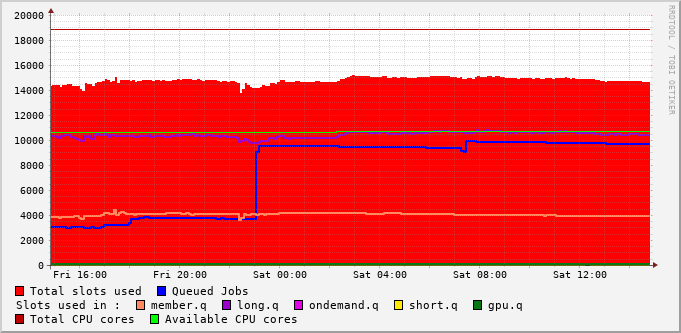 20000
18000
16000
14000
12000
10000
8000
6000
4000
2000
0
Fri 16:00 Fri 20:00 Sat 00:00 Sat 04:00 Sat 08:00 Sat 12:00
RRDTOOL / TOBI OETIKER
Total slots used Queued Jobs
Slots used in : member.q long.q ondemand.q short.q gpu.q
Total CPU cores Available CPU cores